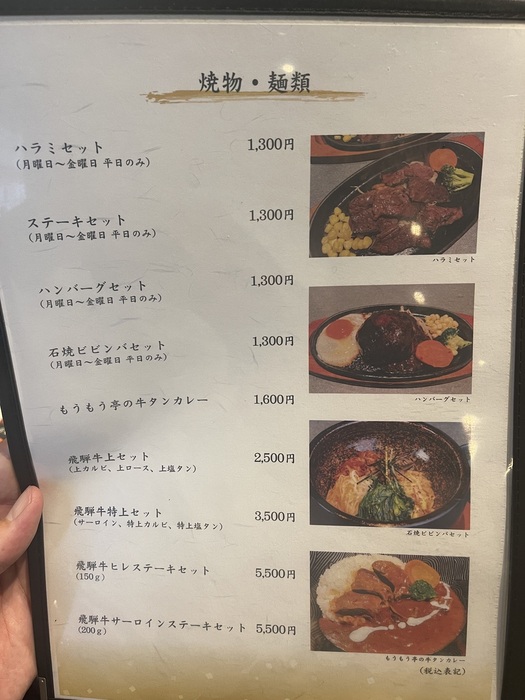 焼物・麺類
ハラミセット 1,300円
(月曜日～金曜日 平日のみ)
ステーキセット 1,300円
(月曜日～金曜日 平日のみ)
ハンバーグセット 1,300円
(月曜日～金曜日 平日のみ)
石焼ビビンバセット 1,300円
(月曜日～金曜日 平日のみ)
もうもう亭の牛タンカレー 1,600円
飛騨牛上セット 2,500円
(上カルビ、上ロース、上塩タン)
飛騨牛特上セット 3,500円
(サーロイン、特上カルビ、特上塩タン)
飛騨牛ヒレステーキセット 5,500円
(150g)
飛騨牛サーロインステーキセット 5,500円
(200g)
ハラミセット
ハンバーグセット
石焼ビビンバセット
もうもう亭の牛タンカレー
(税込表記)